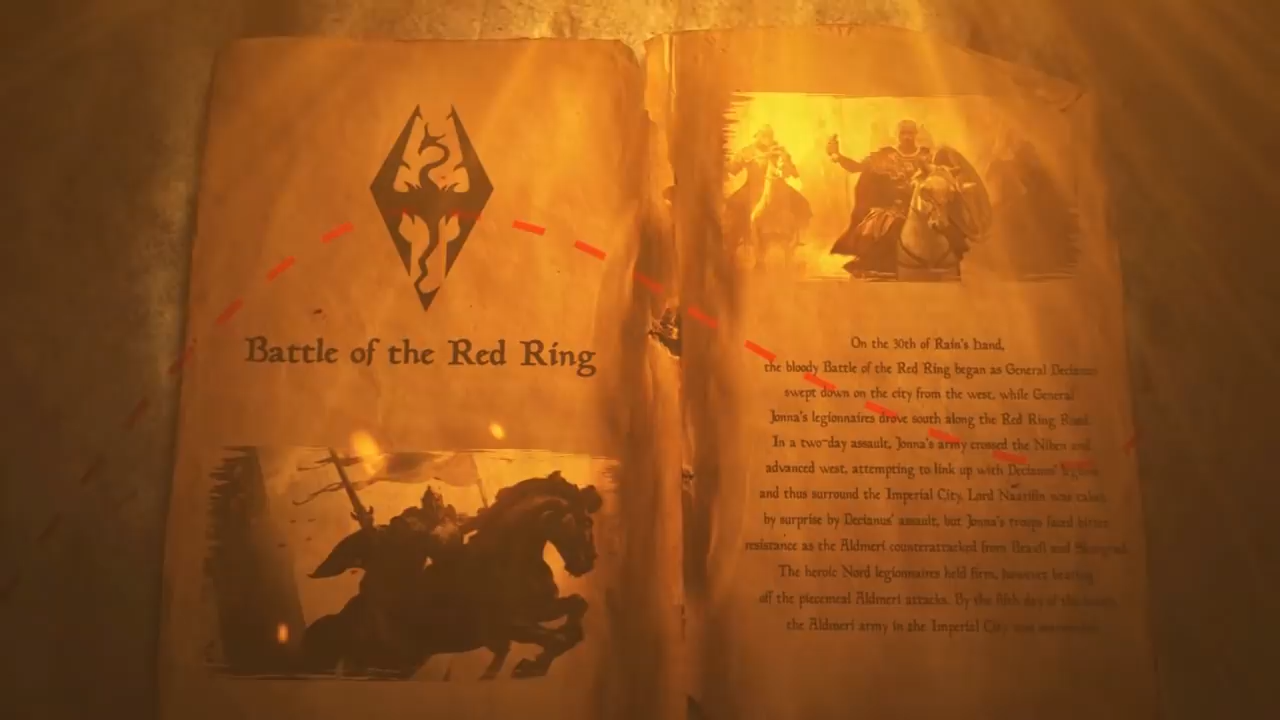 Battle of the Red Ring
On the 30th of Rain's Hand,
the bloody Battle of the Red Ring began as General Decianus
swept down on the city from the west, while General
Jonna's legionnaires drove south along the Red Ring Road.
In a two-day assault, Jonna's army crossed the Niben and
advanced west, attempting to link up with Decianus' legions
and thus surround the Imperial City. Lord Naarifin was taken
by surprise by Decianus' assault, but Jonna's troops faced bitter
resistance as the Aldmeri counterattacked from Bravil and Skingrad.
The heroic Nord legionnaires held firm, however, beating
off the piecemeal Aldmeri attacks. By the fifth day of the
the Aldmeri army in the Imperial City was